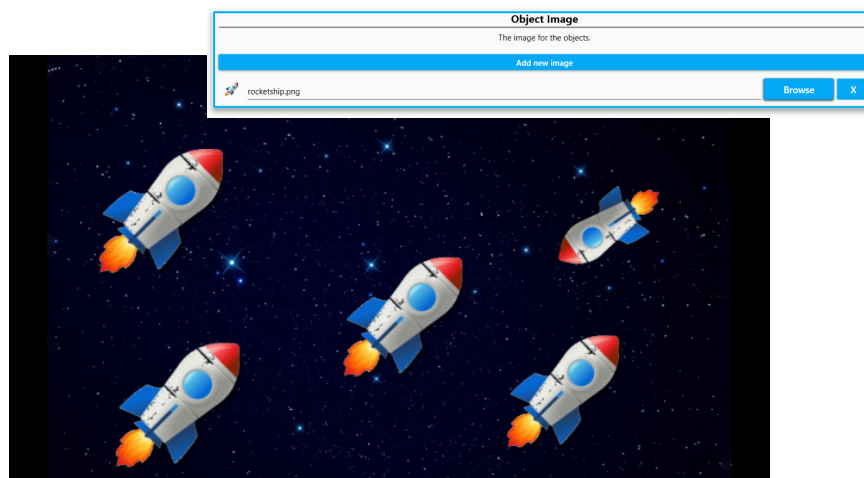 Object Image
The image for the objects.
Add new image
rocketship.png Browse X